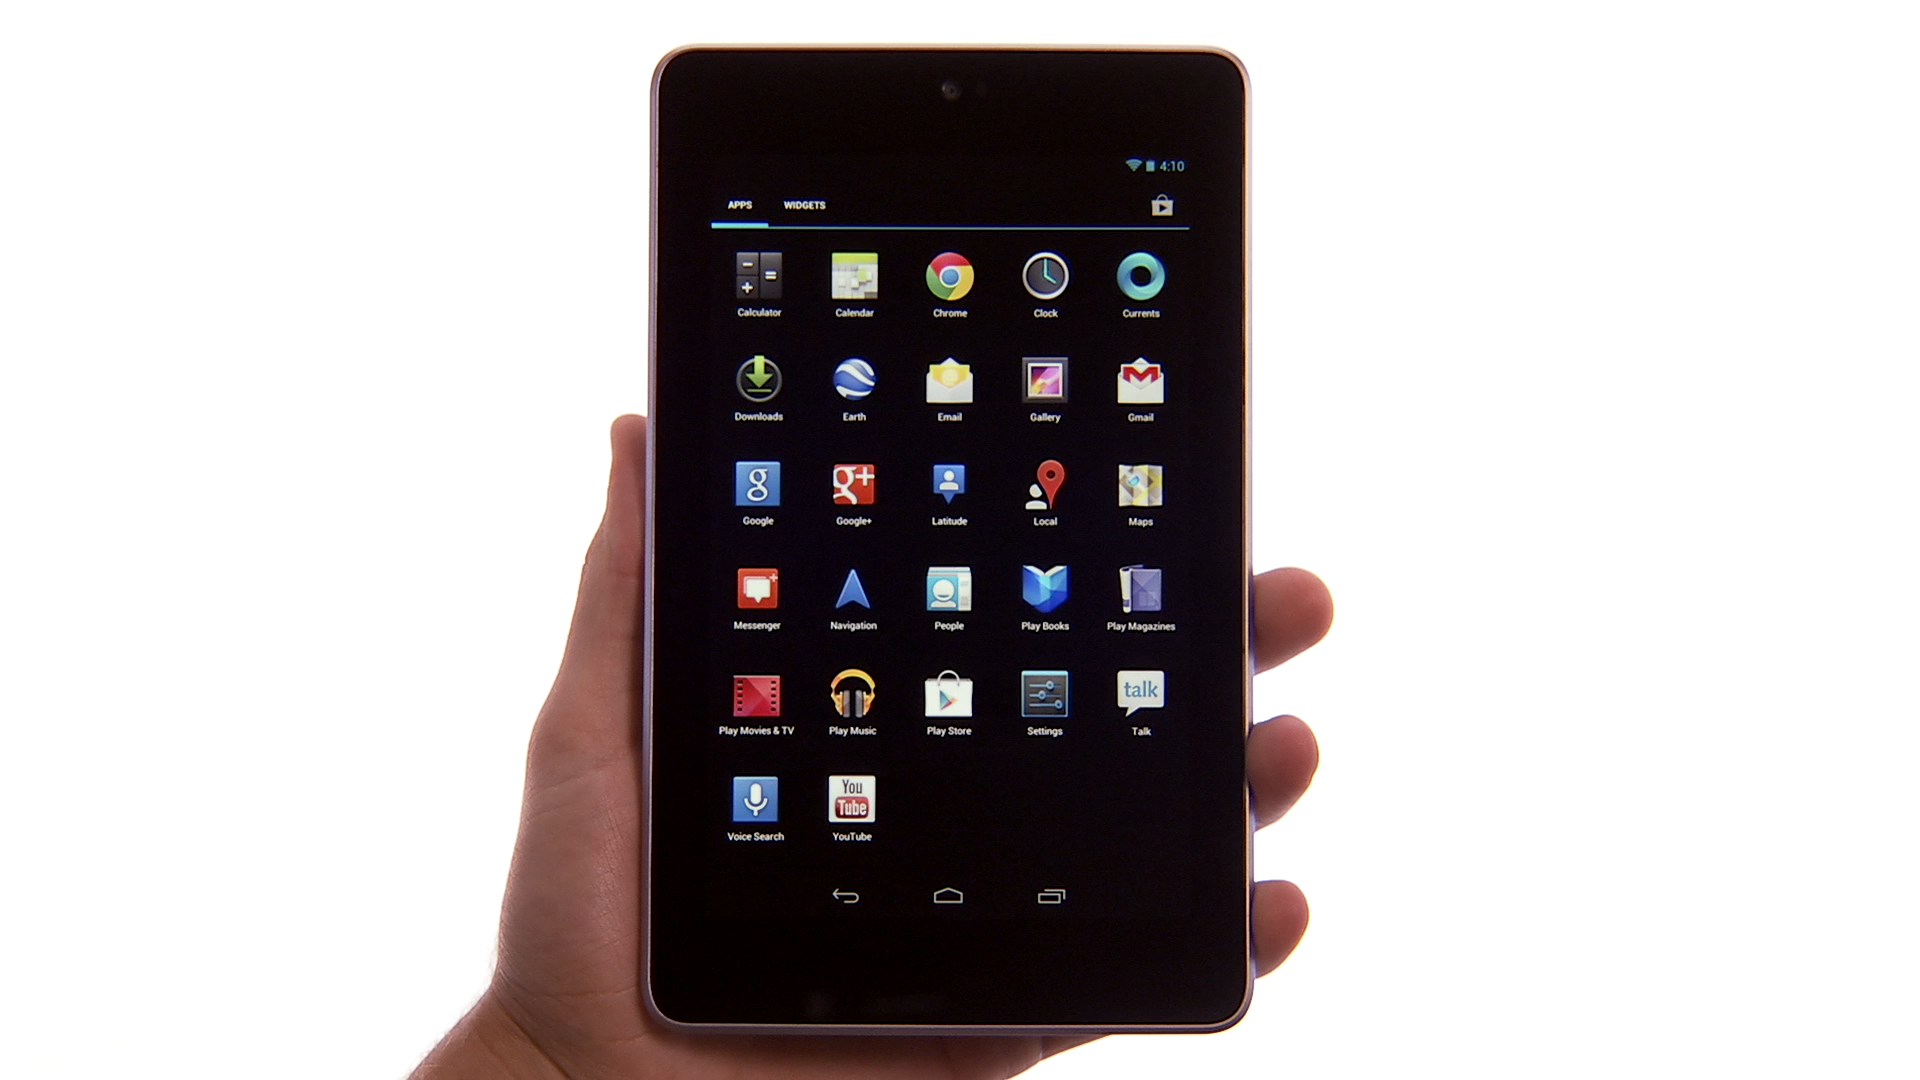 4:10
APPS WIDGETS
Calculator Calendar Chrome Clock Currents
Downloads Earth Email Gallery Gmail
g g+
Google Google+ Latitude Local Maps
Messenger Navigation People Play Books Play Magazines
talk
Play Movies & TV Play Music Play Store Settings Talk
You
Tube
Voice Search YouTube